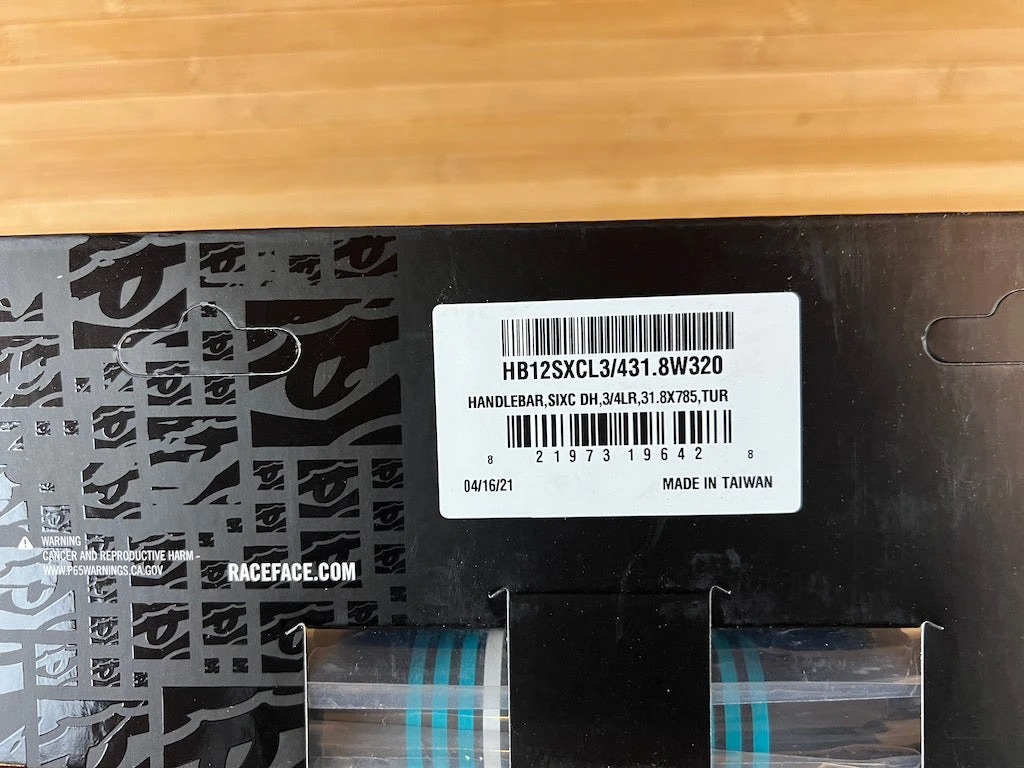 HB12SXCL3/431.8W320
HANDLEBAR,SIXC DH,3/4LR,31.8X785,TUR
8 21973 19642 8
04/16/21 MADE IN TAIWAN
WARNING
CANCER AND REPRODUCTIVE HARM -
WWW.P65WARNINGS.CA.GOV
RACEFACE.COM